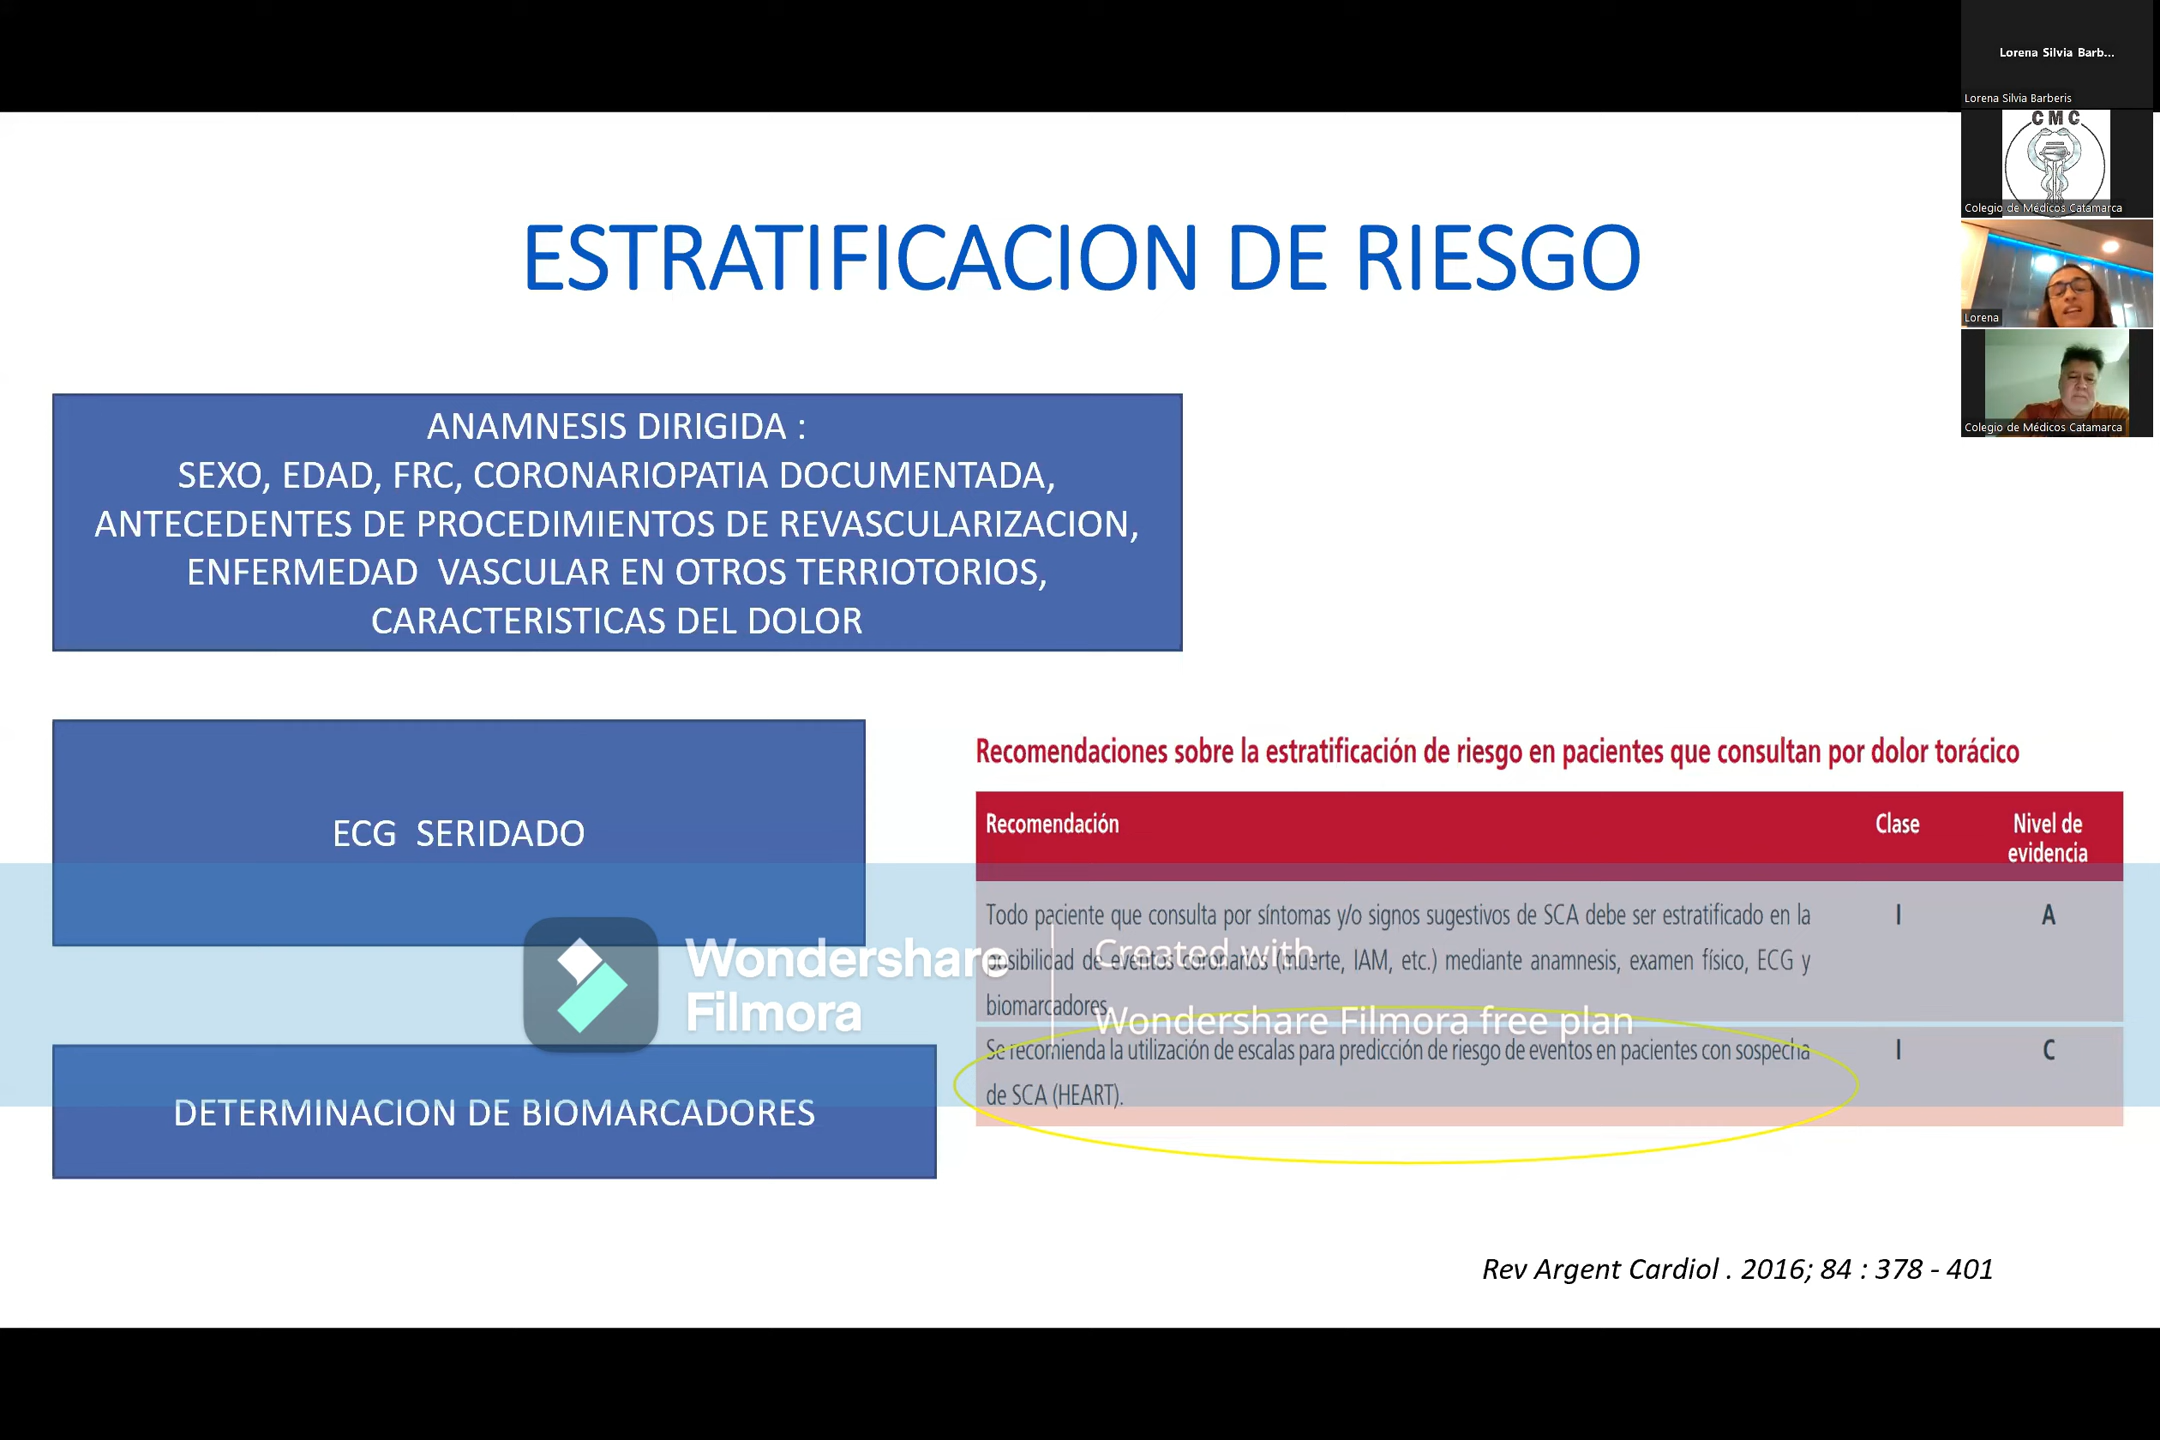 Lorena Silvia Barb...
Lorena Silvia Barberis
CMC
Colegio de Médicos Catamarca
Lorena
Colegio de Médicos Catamarca
ESTRATIFICACION DE RIESGO
ANAMNESIS DIRIGIDA :
SEXO, EDAD, FRC, CORONARIOPATIA DOCUMENTADA,
ANTECEDENTES DE PROCEDIMIENTOS DE REVASCULARIZACION,
ENFERMEDAD VASCULAR EN OTROS TERRIOTORIOS,
CARACTERISTICAS DEL DOLOR
ECG SERIDADO
DETERMINACION DE BIOMARCADORES
Recomendaciones sobre la estratificación de riesgo en pacientes que consultan por dolor torácico
Recomendación Clase Nivel de
evidencia
Todo paciente que consulta por síntomas y/o signos sugestivos de SCA debe ser estratificado en la I A
posibilidad de eventos coronarios (muerte, IAM, etc.) mediante anamnesis, examen físico, ECG y
biomarcadores.
Se recomienda la utilización de escalas para predicción de riesgo de eventos en pacientes con sospecha I C
de SCA (HEART).
Wondershare
Filmora
Created with
Wondershare Filmora free plan
Rev Argent Cardiol . 2016; 84 : 378 - 401